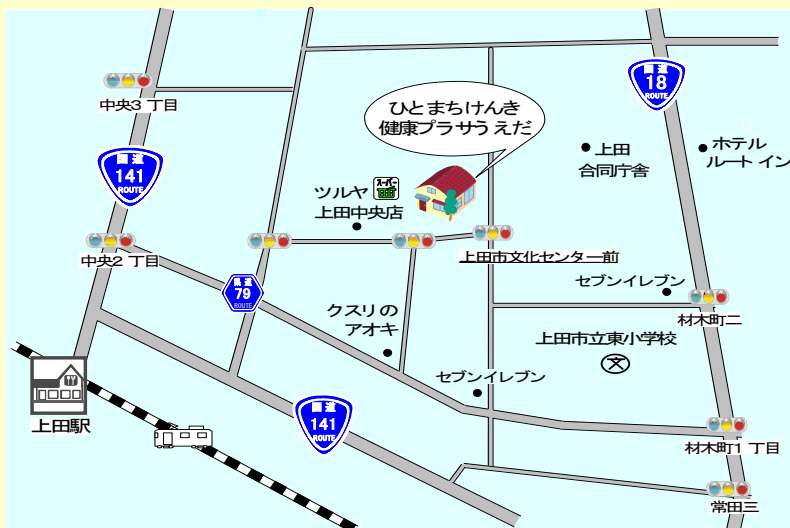 国道
18
ROUTE
中央3 丁目
ひとまちけんき
健康プラサうえだ
上田
合同庁舎
ホテル
ルートイン
国道
141
ROUTE
スーパー
ツルヤ
上田中央店
中央2 丁目
上田市文化センター前
県道
79
ROUTE
セブンイレブン
材木町二
クスリの
アオキ
上田市立東小学校
文
セブンイレブン
上田駅
国道
141
ROUTE
材木町1 丁目
常田三